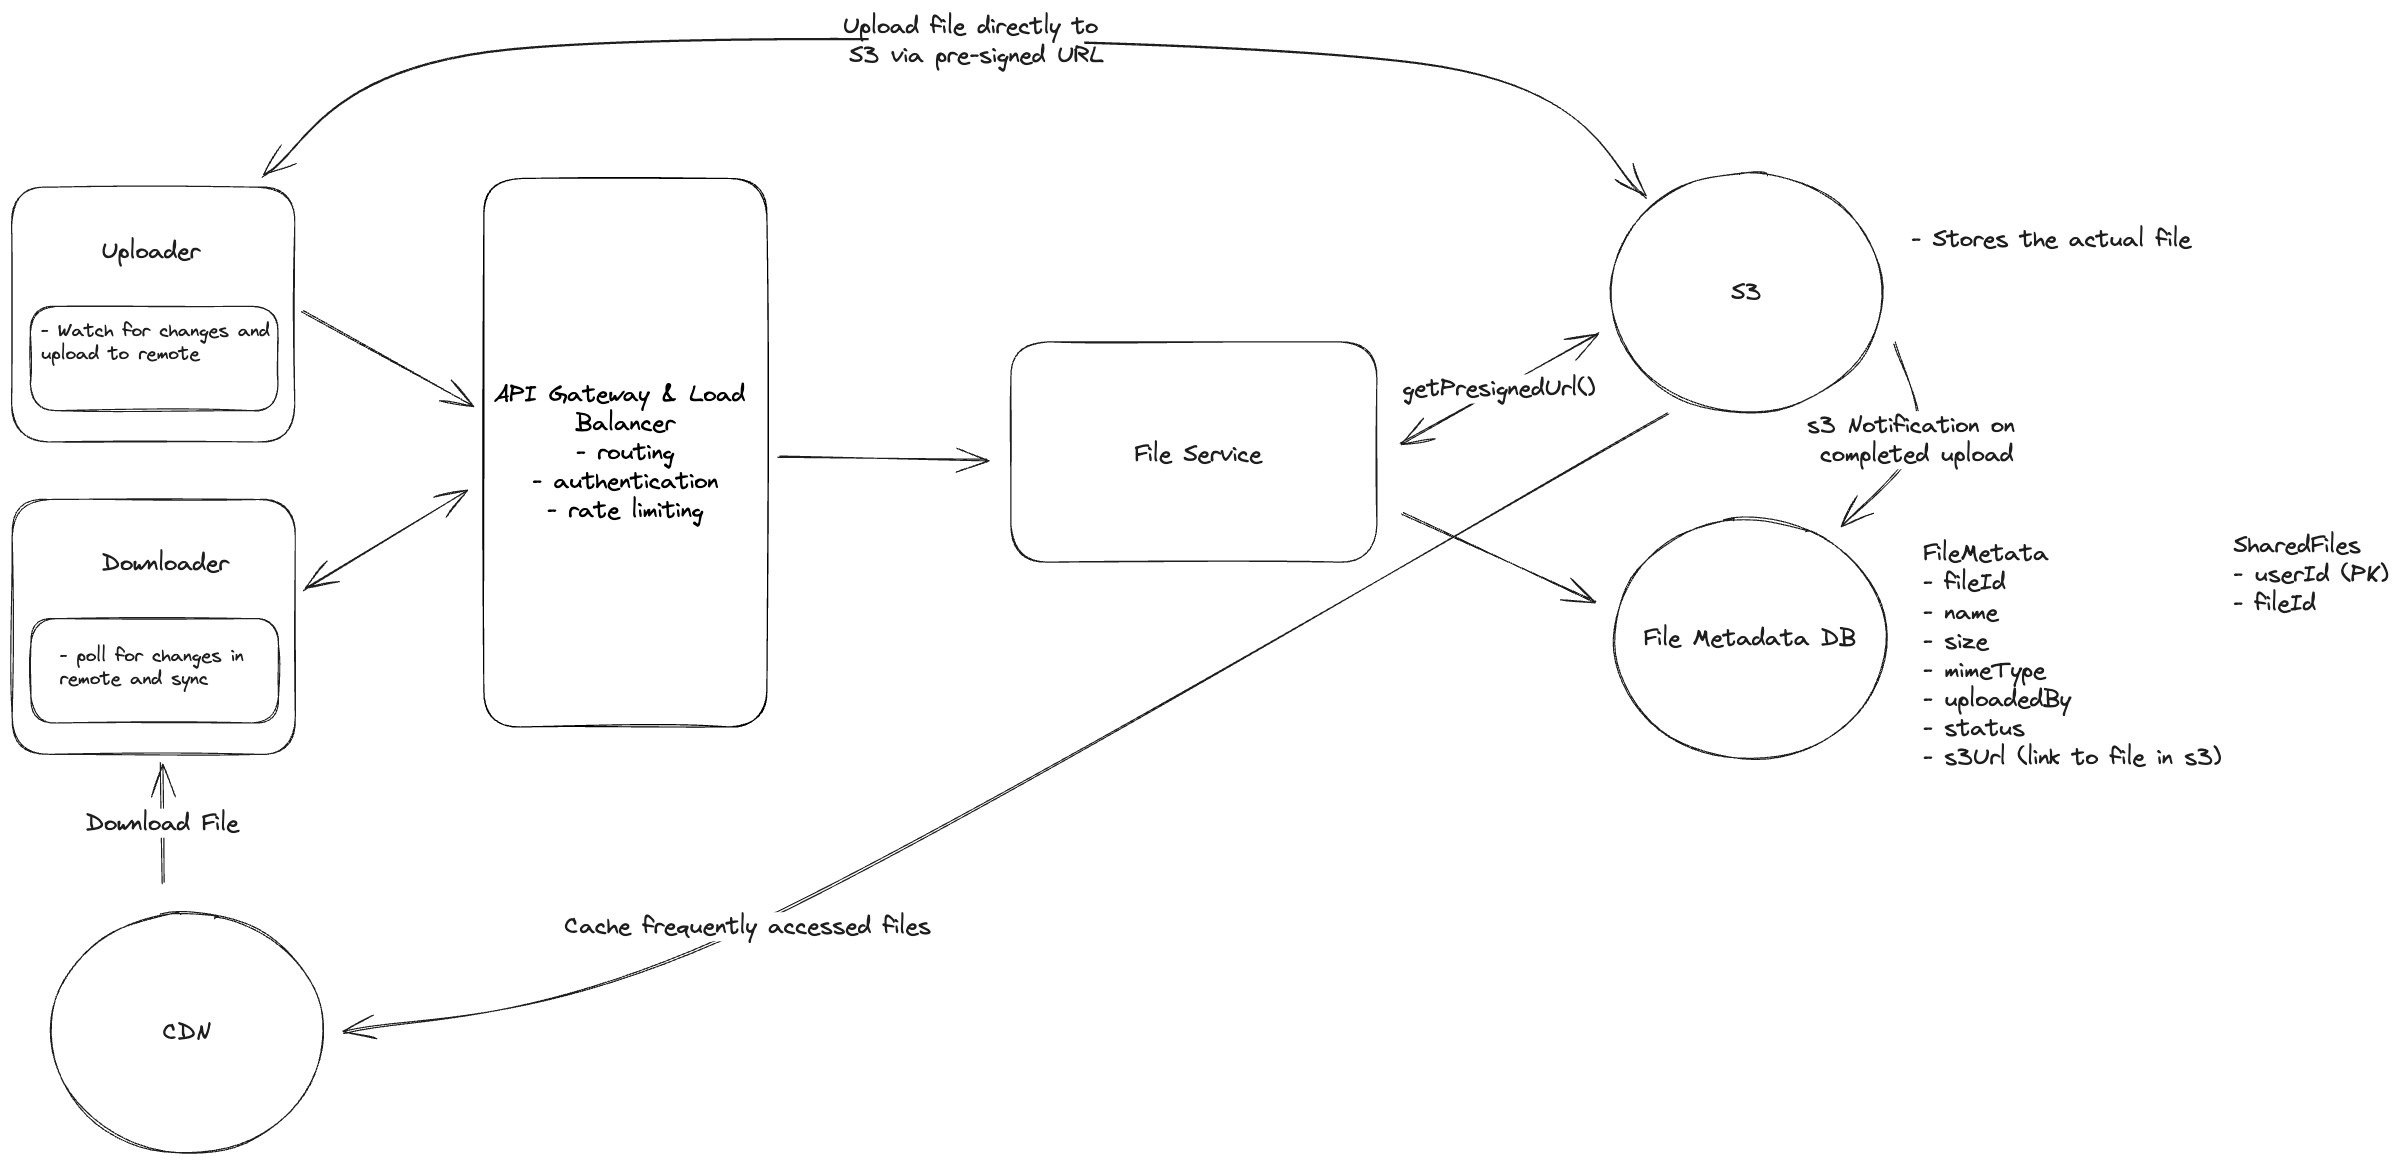 Upload file directly to
S3 via pre-signed URL
Uploader
- Watch for changes and
upload to remote
Downloader
- poll for changes in
remote and sync
Download File
CDN
API Gateway & Load
Balancer
- routing
- authentication
- rate limiting
File Service
getPresignedUrl()
S3
- Stores the actual file
s3 Notification on
completed upload
File Metadata DB
FileMetata
- fileId
- name
- size
- mimeType
- uploadedBy
- status
- s3Url (link to file in s3)
SharedFiles
- userId (PK)
- fileId
Cache frequently accessed files